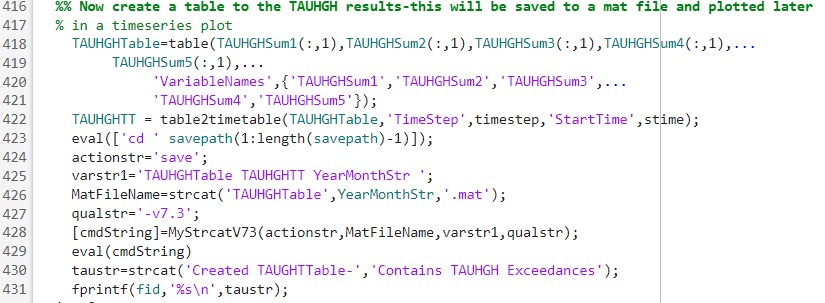 416 %% Now create a table to the TAUHGH results-this will be saved to a mat file and plotted later
417 % in a timeseries plot
418 TAUHGHTable=table(TAUHGHSum1(:,1),TAUHGHSum2(:,1),TAUHGHSum3(:,1),TAUHGHSum4(:,1),...
419 TAUHGHSum5(:,1),...
420 'VariableNames',{'TAUHGHSum1','TAUHGHSum2','TAUHGHSum3',...
421 'TAUHGHSum4','TAUHGHSum5'});
422 TAUHGHTT = table2timetable(TAUHGHTable,'TimeStep',timestep,'StartTime',stime);
423 eval(['cd ' savepath(1:length(savepath)-1)]);
424 actionstr='save';
425 varstr1='TAUHGHTable TAUHGHTT YearMonthStr ';
426 MatFileName=strcat('TAUHGHTable',YearMonthStr,'.mat');
427 qualstr='-v7.3';
428 [cmdString]=MyStrcatV73(actionstr,MatFileName,varstr1,qualstr);
429 eval(cmdString)
430 taustr=strcat('Created TAUGHTTable-','Contains TAUHGH Exceedances');
431 fprintf(fid,'%s\n',taustr);